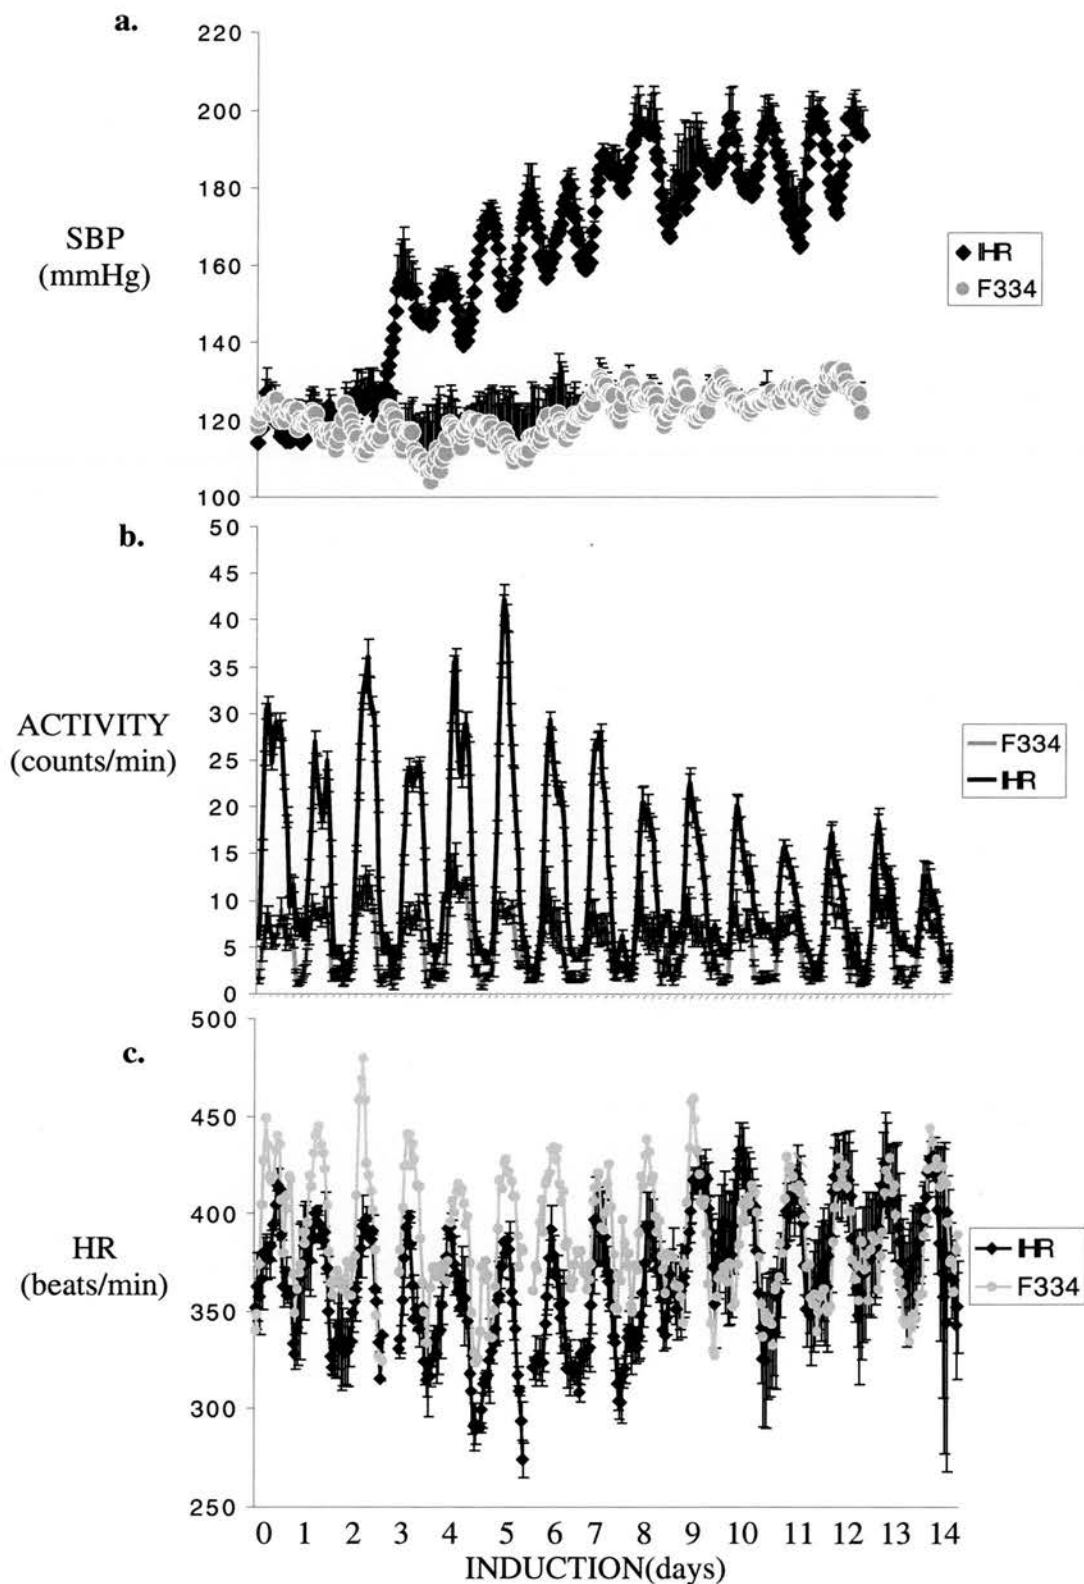 a.
220
200
180
160
140
120
100
SBP
(mmHg)
IHR
F334
b.
50
45
40
35
30
25
20
15
10
5
0
ACTIVITY
(counts/min)
F334
IHR
c.
500
450
400
350
300
250
HR
(beats/min)
IHR
F334
0 1 2 3 4 5 6 7 8 9 10 11 12 13 14
INDUCTION(days)